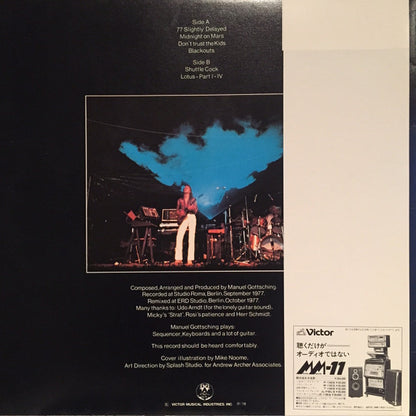 Side A
77 Slightly Delayed
Midnight on Mars
Don't trust the Kids
Blackouts
Side B
Shuttle Cock
Lotus - Part I - IV
Composed, Arranged and Produced by Manuel Gottsching.
Recorded at Studio Roma, Berlin, September 1977.
Remixed at ERG Studio, Berlin, October 1977.
Many thanks to: Udo Arndt (for the lonely guitar sound),
Micky's 'Strat', Rosi's patience and Herr Schmidt.
Manuel Gottsching plays:
Sequencer, Keyboards and a lot of guitar.
This record should be heard comfortably.
Cover illustration by Mike Noome,
Art Direction by Splash Studio, for Andrew Archer Associates.
VICTOR MUSICAL INDUSTRIES, INC.
Victor
聴くだけが
オーディオではない
MM-11